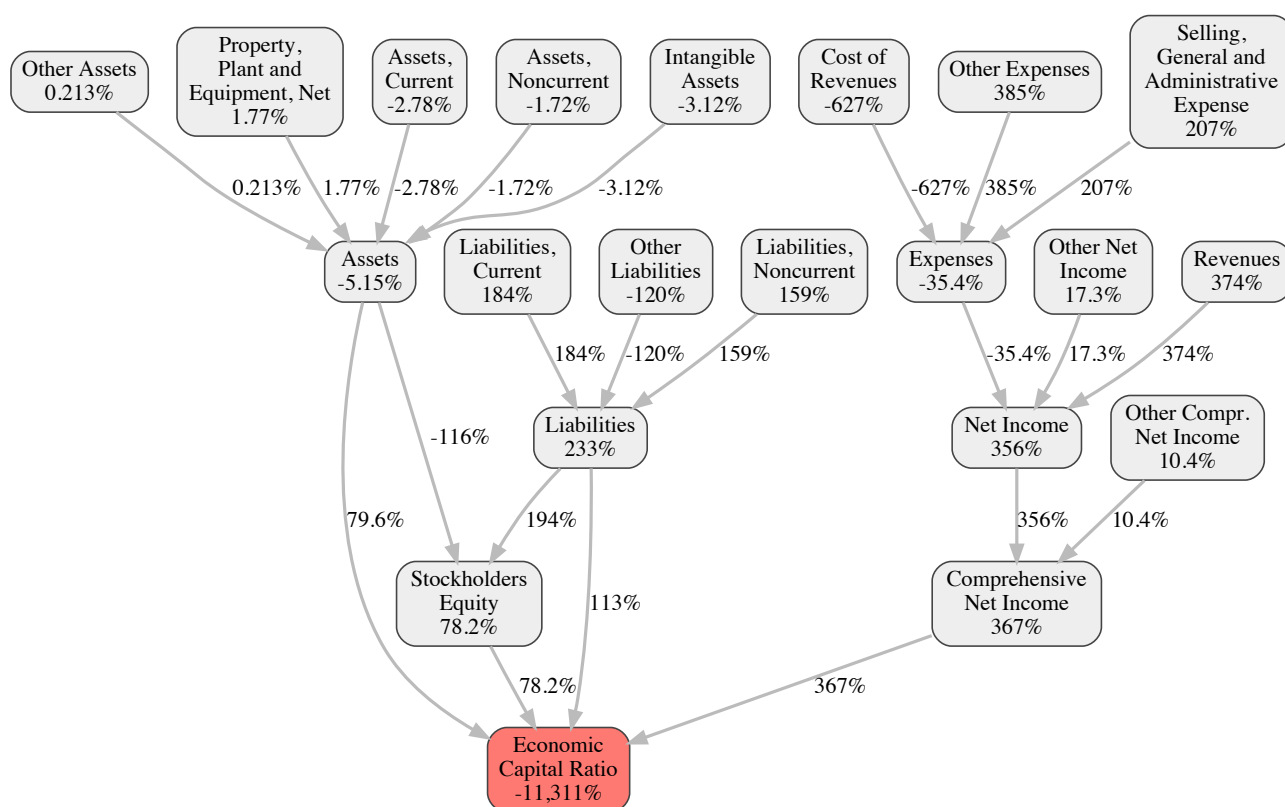 Other Assets
0.213%
Property,
Plant and
Equipment, Net
1.77%
Assets,
Current
-2.78%
Assets,
Noncurrent
-1.72%
Intangible
Assets
-3.12%
Cost of
Revenues
-627%
Other Expenses
385%
Selling,
General and
Administrative
Expense
207%
0.213%
1.77%
-2.78%
-1.72%
-3.12%
-627%
385%
207%
Assets
-5.15%
Liabilities,
Current
184%
Other
Liabilities
-120%
Liabilities,
Noncurrent
159%
Expenses
-35.4%
Other Net
Income
17.3%
Revenues
374%
184%
-120%
159%
-35.4%
17.3%
374%
-116%
Liabilities
233%
Net Income
356%
Other Compr.
Net Income
10.4%
79.6%
194%
356%
10.4%
Stockholders
Equity
78.2%
113%
Comprehensive
Net Income
367%
78.2%
367%
Economic
Capital Ratio
-11,311%